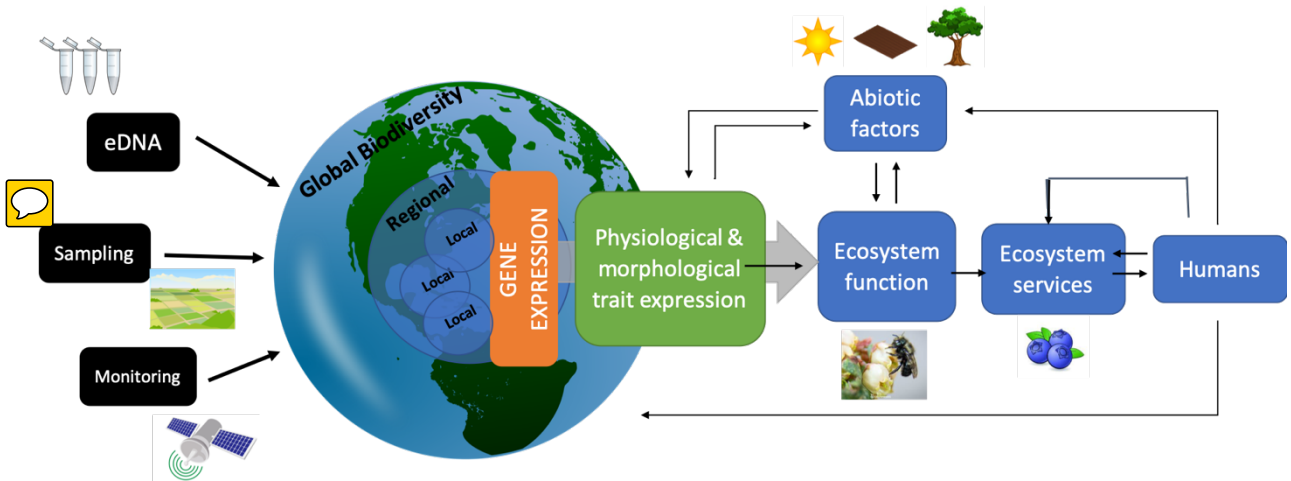 eDNA
Sampling
Monitoring
Global Biodiversity
Regional
Local
Local
Local
GENE
EXPRESSION
Physiological &
morphological
trait expression
Abiotic
factors
Ecosystem
function
Ecosystem
services
Humans